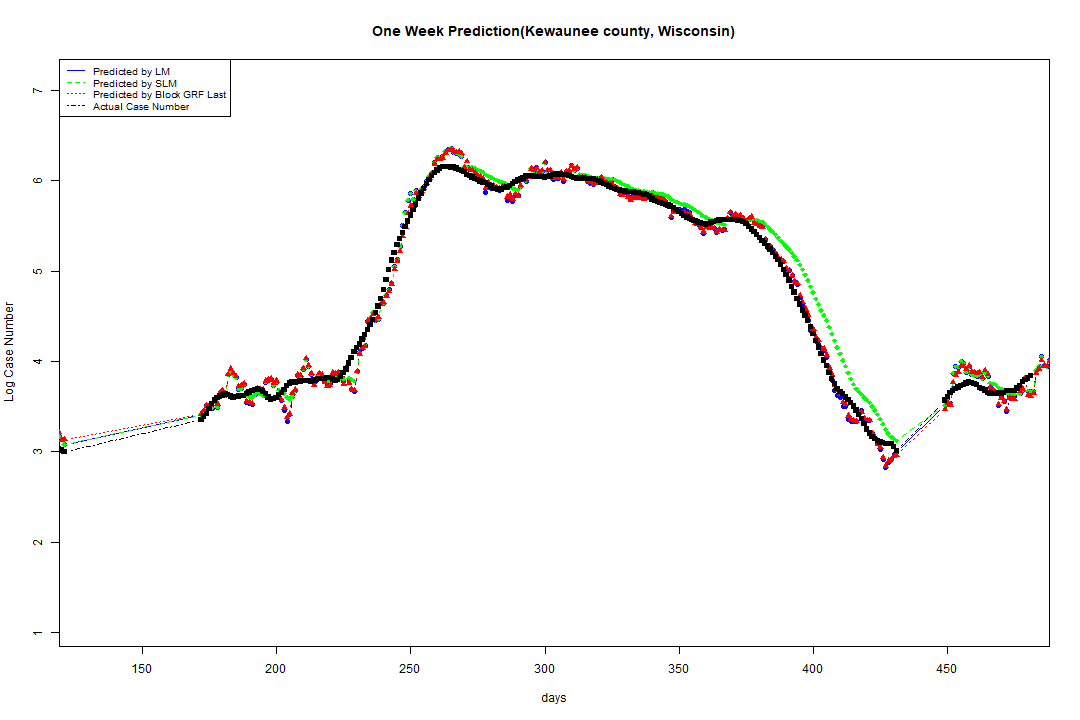 One Week Prediction(Kewaunee county, Wisconsin)
Predicted by LM
Predicted by SLM
Predicted by Block GRF Last
Actual Case Number
7
6
5
4
3
2
1
Log Case Number
150 200 250 300 350 400 450
days